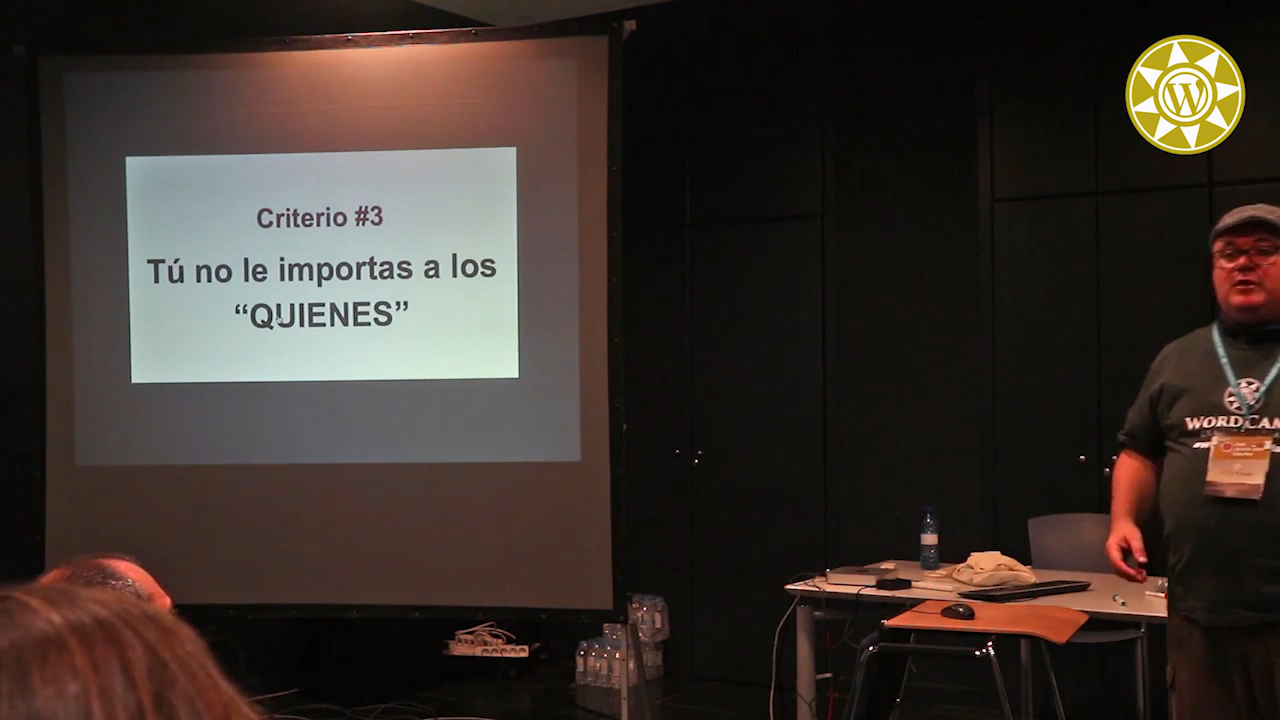 Criterio #3
Tú no le importas a los
“QUIENES”
WORDCAM